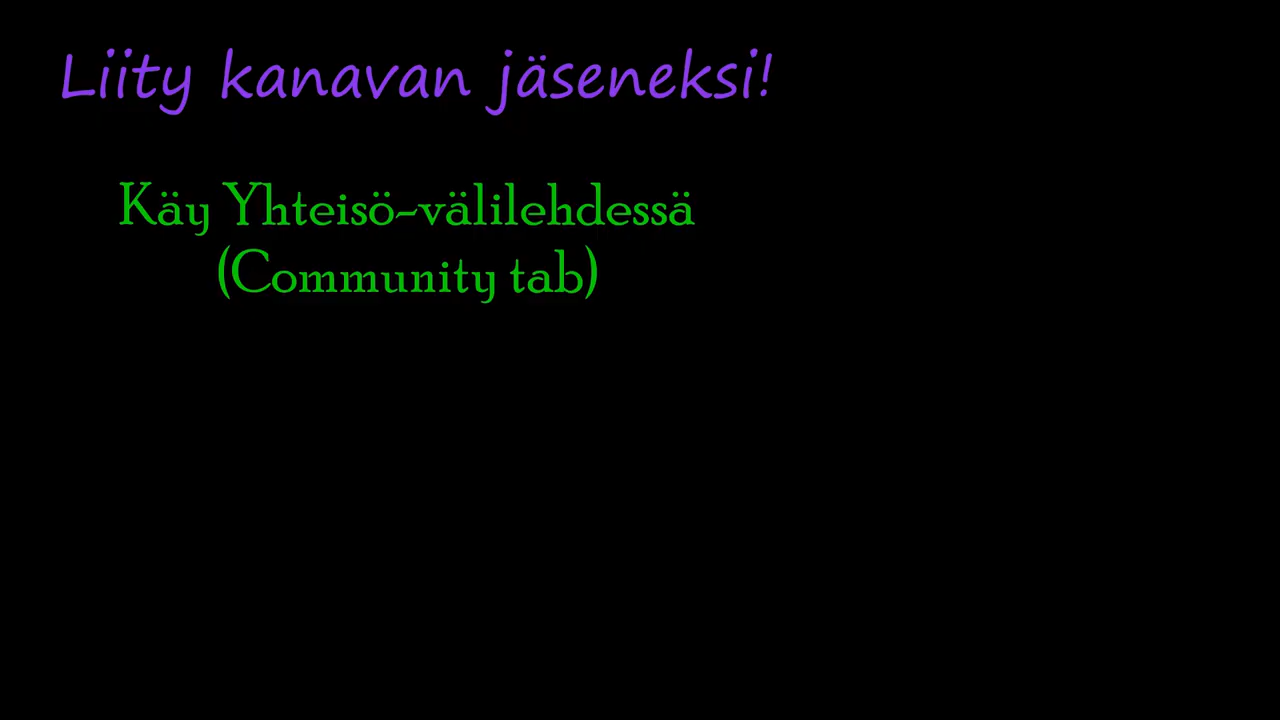 Liity kanavan jäseneksi!
Käy Yhteisö-välilehdessä
(Community tab)